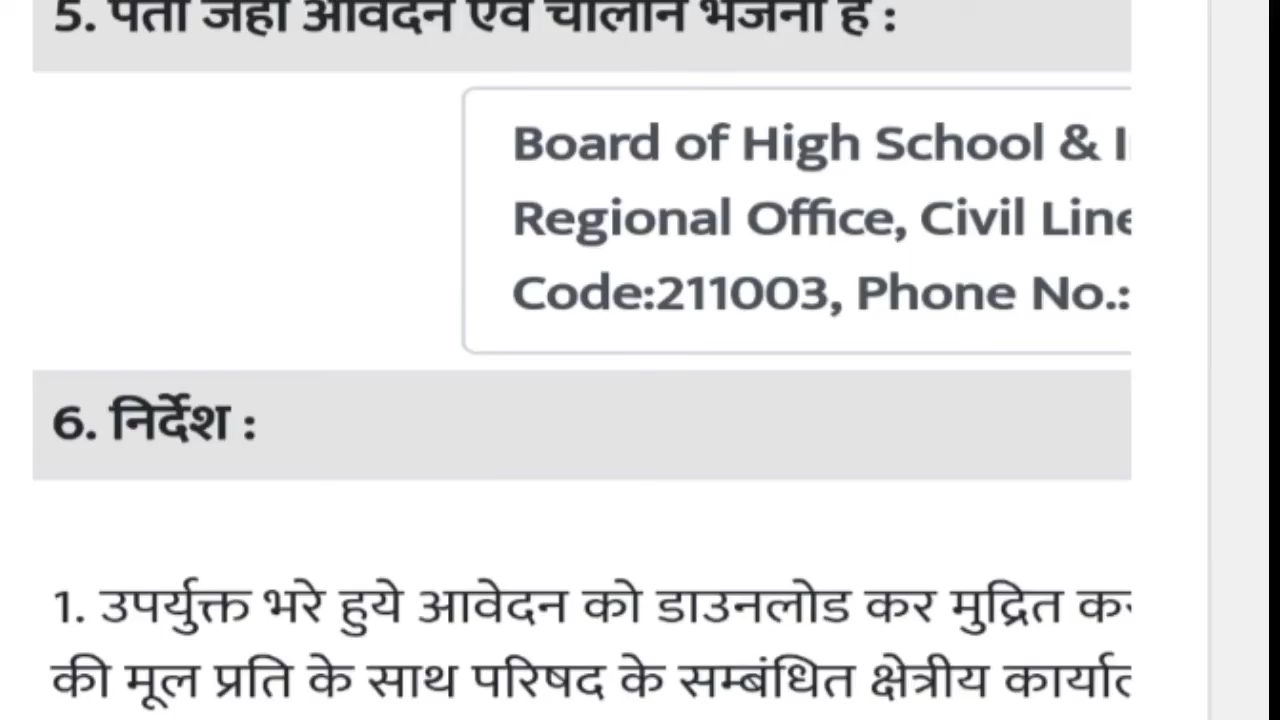 5. पता जहाँ आवेदन एवं चालान भेजना है :
Board of High School &
Regional Office, Civil
Code:211003, Phone No.:
6. निर्देश :
1. उपर्युक्त भरे हुये आवेदन को डाउनलोड कर मुद्रित
की मूल प्रति के साथ परिषद के सम्बंधित क्षेत्रीय